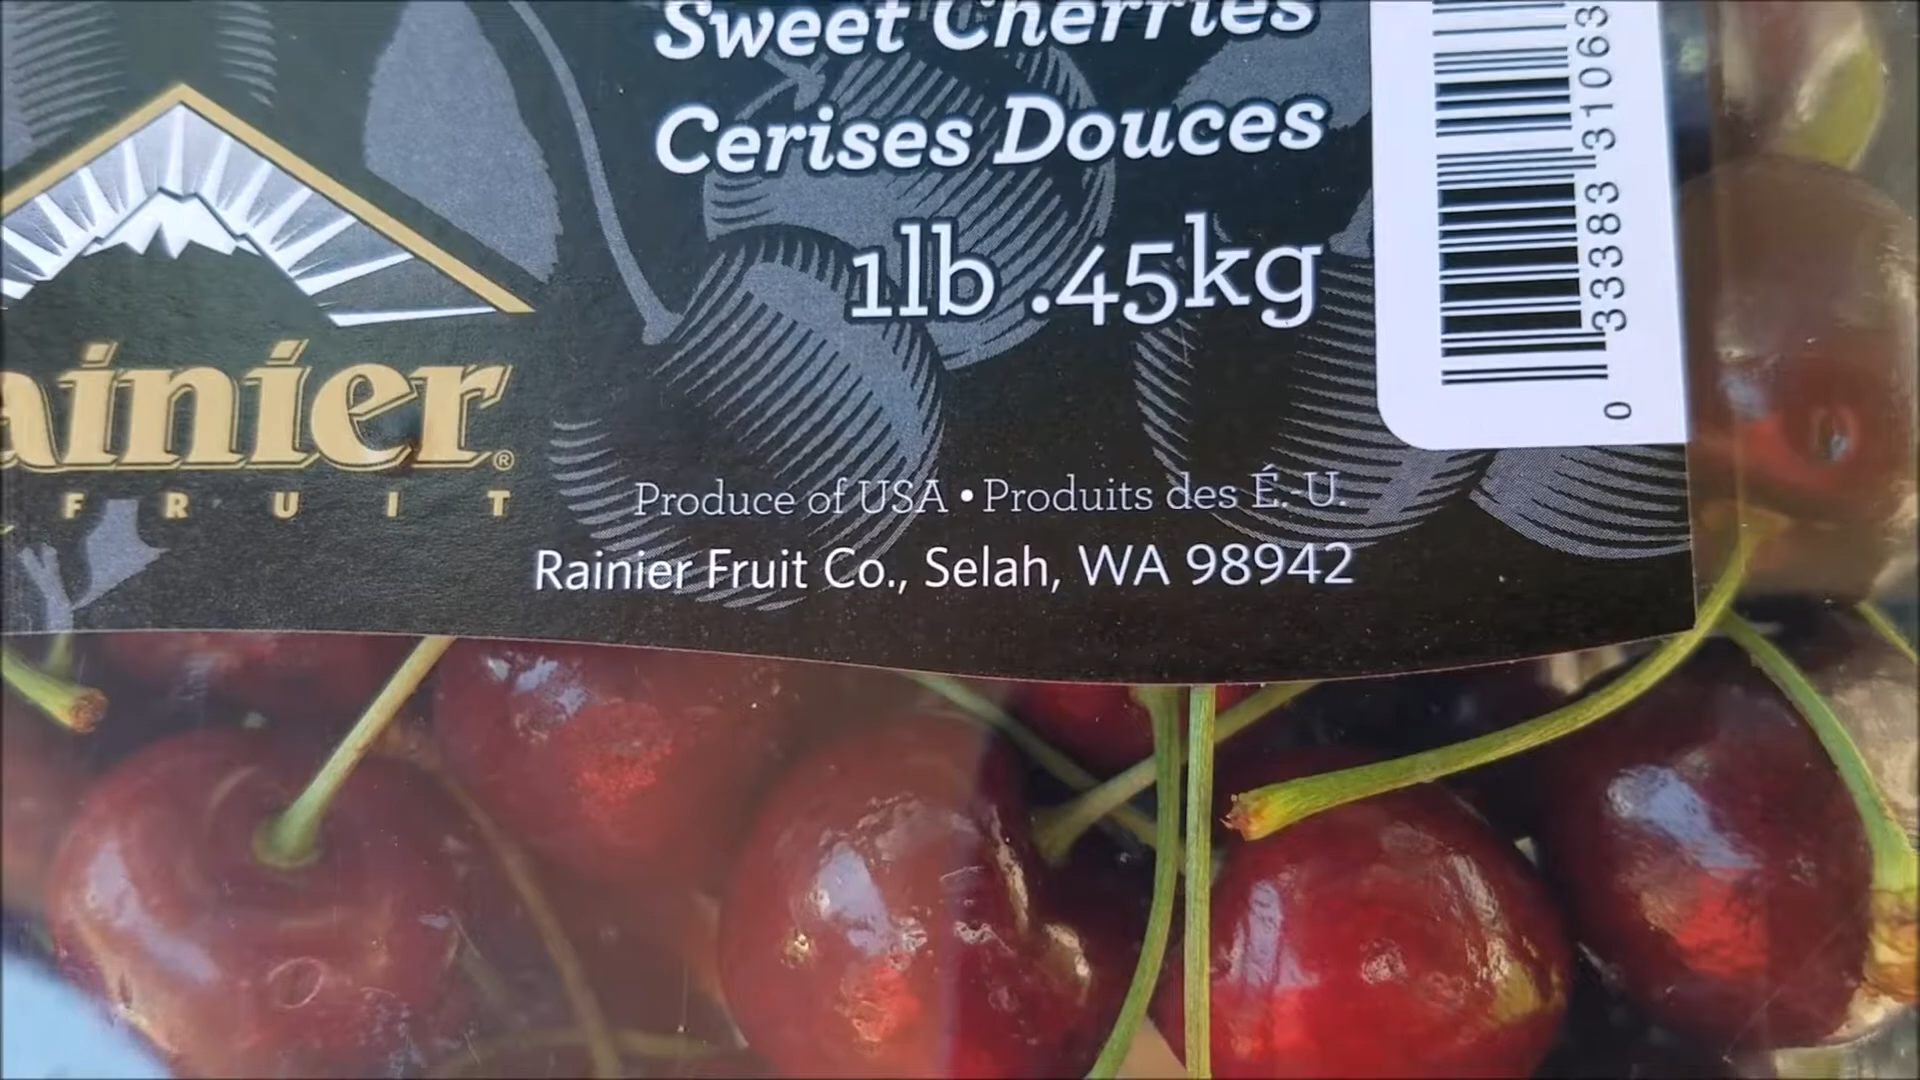 Sweet Cherries
Cerises Douces
1lb .45kg
ainier®
FRUIT
Produce of USA • Produits des É.-U.
Rainier Fruit Co., Selah, WA 98942
0 33383 31063